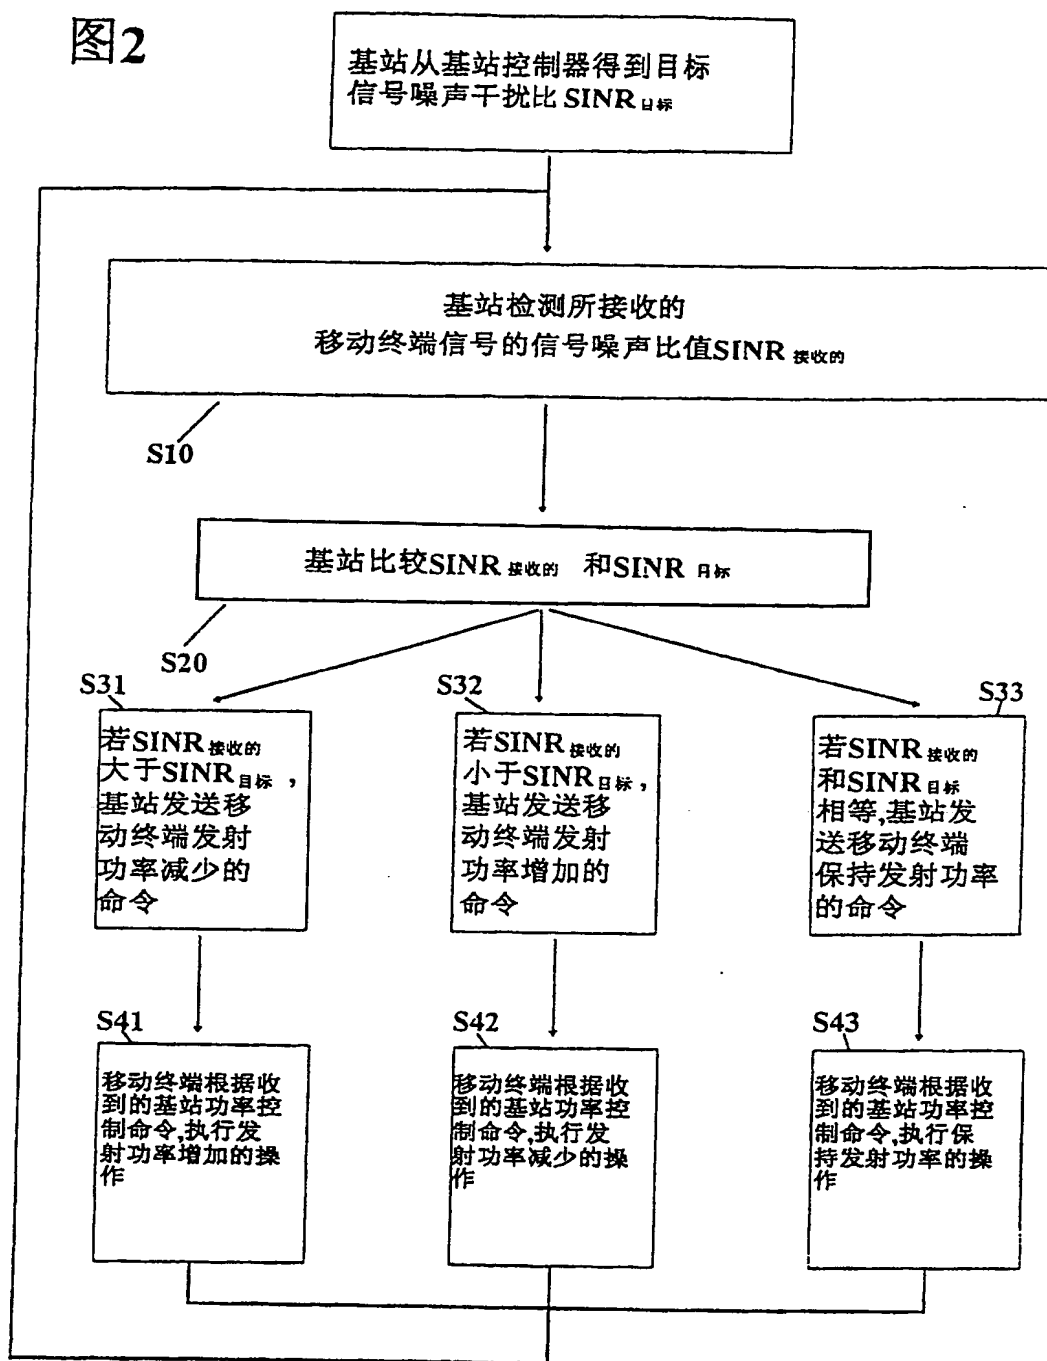 图2
基站从基站控制器得到目标
信号噪声干扰比SINR目标
基站检测所接收的
移动终端信号的信号噪声比值SINR接收的
S10
基站比较SINR接收的 和SINR目标
S20
S31
若SINR接收的
大于SINR目标，
基站发送移
动终端发射
功率减少的
命令
S32
若SINR接收的
小于SINR目标，
基站发送移
动终端发射
功率增加的
命令
S33
若SINR接收的
和SINR目标
相等,基站发
送移动终端
保持发射功率
的命令
S41
移动终端根据收
到的基站功率控
制命令,执行发
射功率增加的操
作
S42
移动终端根据收
到的基站功率控
制命令,执行发
射功率减少的操
作
S43
移动终端根据收
到的基站功率控
制命令,执行保
持发射功率的操
作